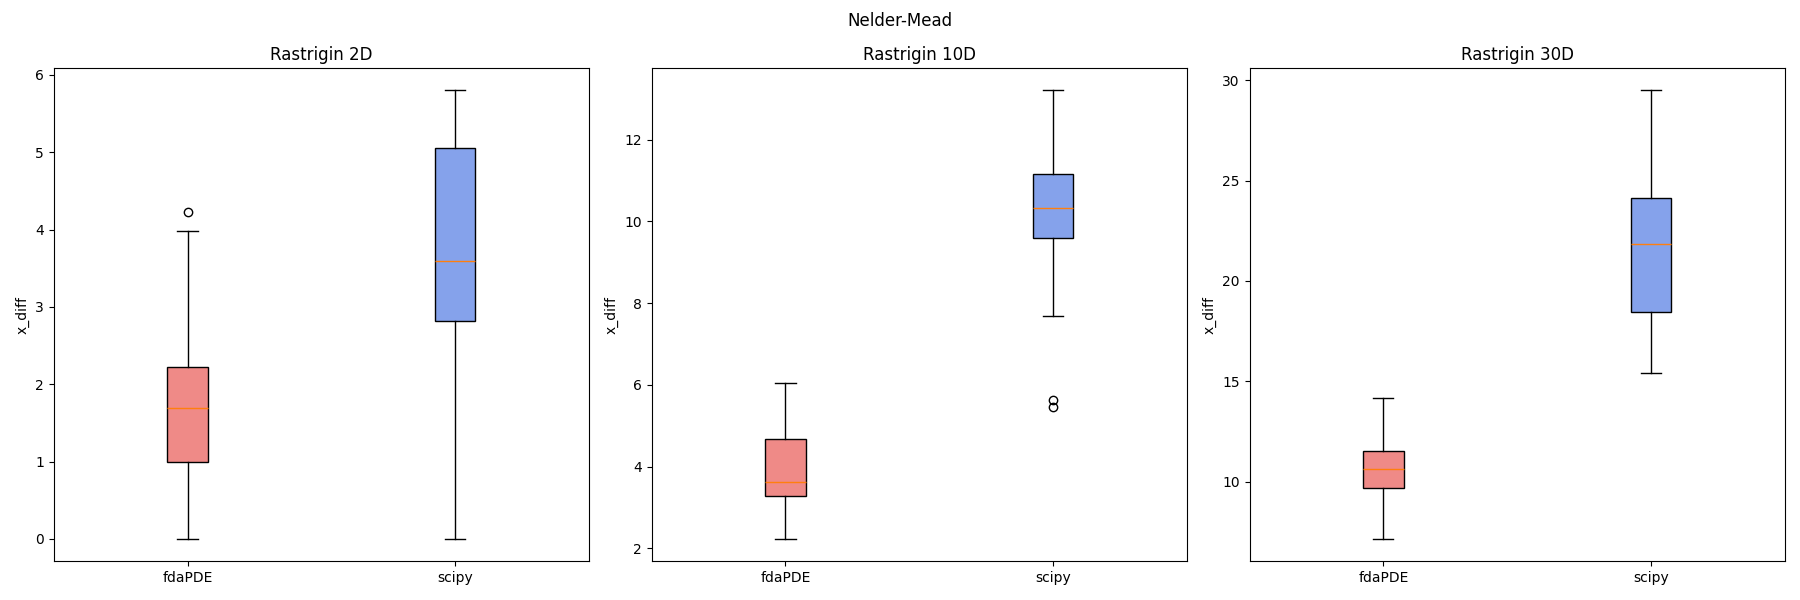 Nelder-Mead
Rastrigin 2D
6
5
4
3
2
1
0
x_diff
fdaPDE
scipy
Rastrigin 10D
12
10
8
6
4
2
x_diff
fdaPDE
scipy
Rastrigin 30D
30
25
20
15
10
x_diff
fdaPDE
scipy